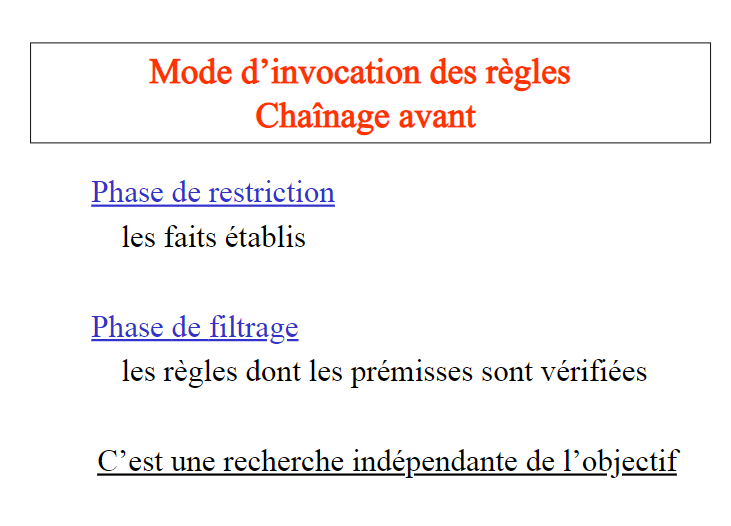 Mode d’invocation des règles
Chaînage avant
Phase de restriction
les faits établis
Phase de filtrage
les règles dont les prémisses sont vérifiées
C’est une recherche indépendante de l’objectif